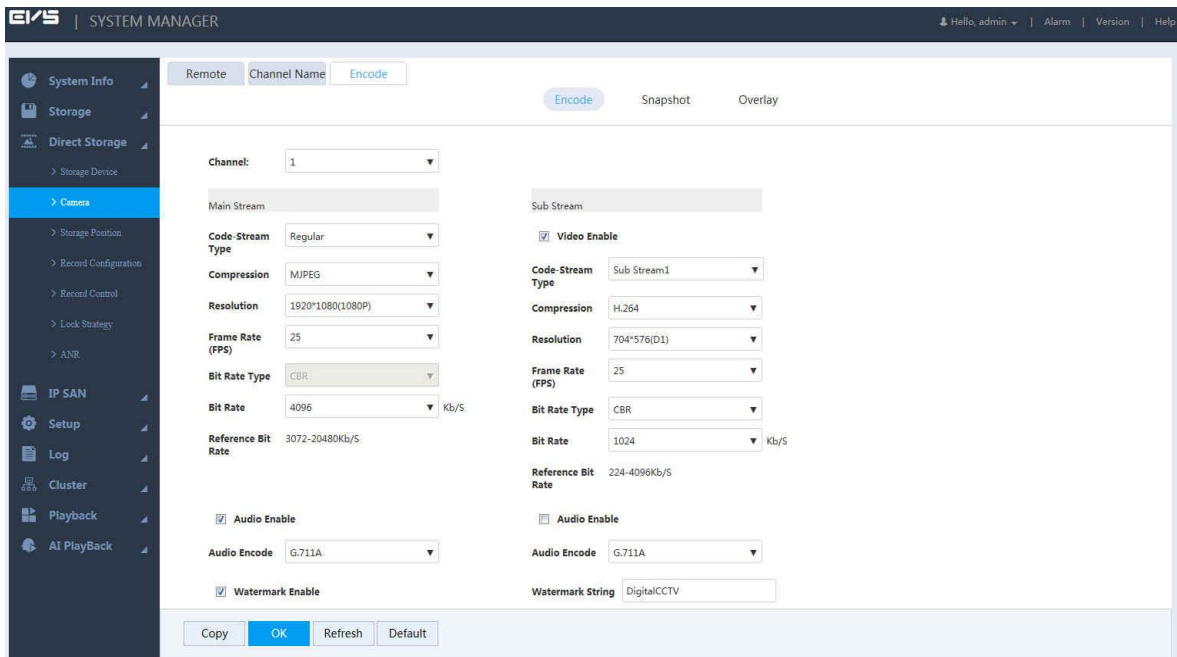 EVS | SYSTEM MANAGER
Hello, admin | Alarm | Version | Help
System Info
Storage
Direct Storage
> Storage Device
> Camera
> Storage Position
> Record Configuration
> Record Control
> Lock Strategy
> ANR
IP SAN
Setup
Log
Cluster
Playback
AI PlayBack
Remote Channel Name Encode
Encode Snapshot Overlay
Channel: 1
Main Stream
Code-Stream Type Regular
Compression MJPEG
Resolution 1920*1080(1080P)
Frame Rate (FPS) 25
Bit Rate Type CBR
Bit Rate 4096 Kb/S
Reference Bit Rate 3072-20480Kb/S
Audio Enable
Audio Encode G.711A
Watermark Enable
Sub Stream
Video Enable
Code-Stream Type Sub Stream1
Compression H.264
Resolution 704*576(D1)
Frame Rate (FPS) 25
Bit Rate Type CBR
Bit Rate 1024 Kb/S
Reference Bit Rate 224-4096Kb/S
Audio Enable
Audio Encode G.711A
Watermark String DigitalCCTV
Copy OK Refresh Default